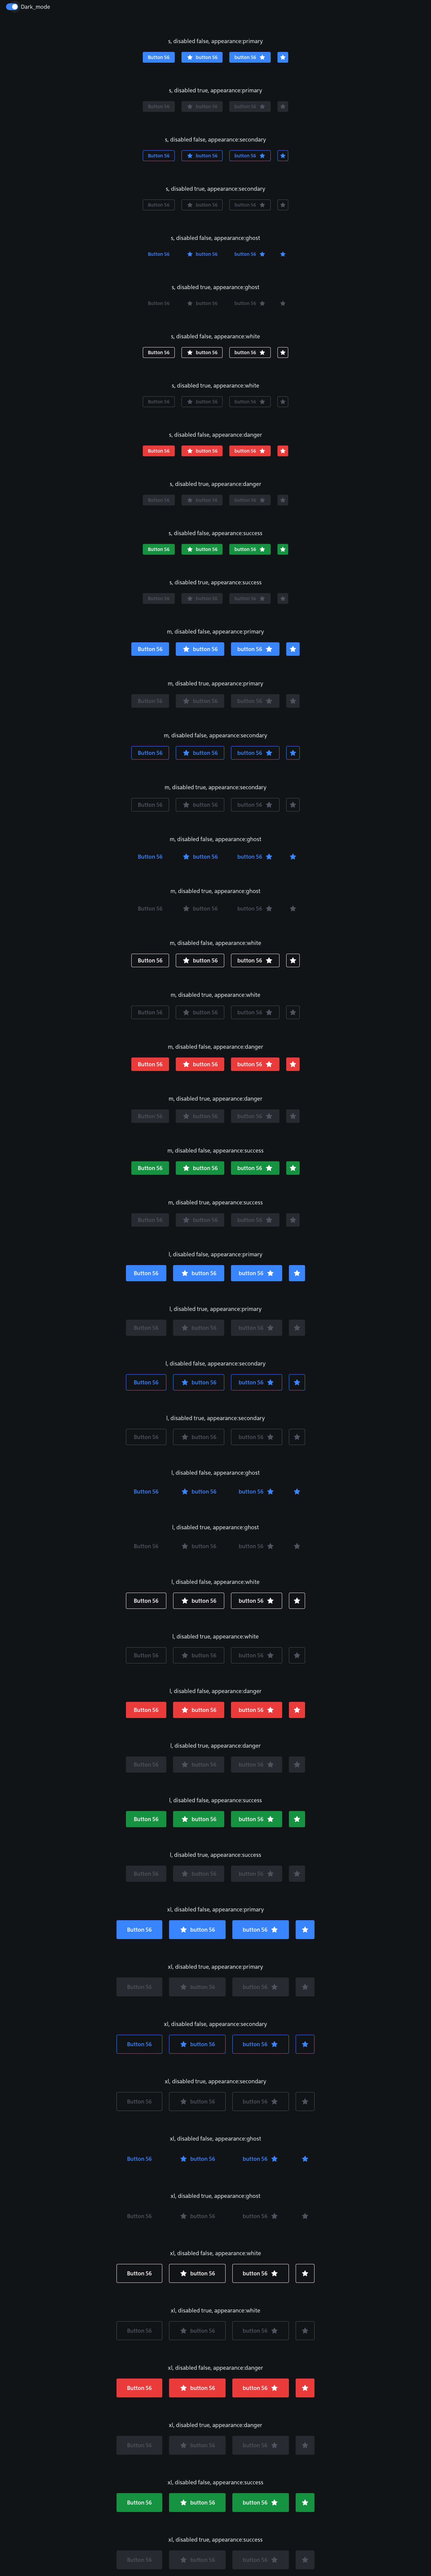 Dark_mode
s, disabled false, appearance:primary
Button 56 button 56 button 56
s, disabled true, appearance:primary
Button 56 button 56 button 56
s, disabled false, appearance:secondary
Button 56 button 56 button 56
s, disabled true, appearance:secondary
Button 56 button 56 button 56
s, disabled false, appearance:ghost
Button 56 button 56 button 56
s, disabled true, appearance:ghost
Button 56 button 56 button 56
s, disabled false, appearance:white
Button 56 button 56 button 56
s, disabled true, appearance:white
Button 56 button 56 button 56
s, disabled false, appearance:danger
Button 56 button 56 button 56
s, disabled true, appearance:danger
Button 56 button 56 button 56
s, disabled false, appearance:success
Button 56 button 56 button 56
s, disabled true, appearance:success
Button 56 button 56 button 56
m, disabled false, appearance:primary
Button 56 button 56 button 56
m, disabled true, appearance:primary
Button 56 button 56 button 56
m, disabled false, appearance:secondary
Button 56 button 56 button 56
m, disabled true, appearance:secondary
Button 56 button 56 button 56
m, disabled false, appearance:ghost
Button 56 button 56 button 56
m, disabled true, appearance:ghost
Button 56 button 56 button 56
m, disabled false, appearance:white
Button 56 button 56 button 56
m, disabled true, appearance:white
Button 56 button 56 button 56
m, disabled false, appearance:danger
Button 56 button 56 button 56
m, disabled true, appearance:danger
Button 56 button 56 button 56
m, disabled false, appearance:success
Button 56 button 56 button 56
m, disabled true, appearance:success
Button 56 button 56 button 56
l, disabled false, appearance:primary
Button 56 button 56 button 56
l, disabled true, appearance:primary
Button 56 button 56 button 56
l, disabled false, appearance:secondary
Button 56 button 56 button 56
l, disabled true, appearance:secondary
Button 56 button 56 button 56
l, disabled false, appearance:ghost
Button 56 button 56 button 56
l, disabled true, appearance:ghost
Button 56 button 56 button 56
l, disabled false, appearance:white
Button 56 button 56 button 56
l, disabled true, appearance:white
Button 56 button 56 button 56
l, disabled false, appearance:danger
Button 56 button 56 button 56
l, disabled true, appearance:danger
Button 56 button 56 button 56
l, disabled false, appearance:success
Button 56 button 56 button 56
l, disabled true, appearance:success
Button 56 button 56 button 56
xl, disabled false, appearance:primary
Button 56 button 56 button 56
xl, disabled true, appearance:primary
Button 56 button 56 button 56
xl, disabled false, appearance:secondary
Button 56 button 56 button 56
xl, disabled true, appearance:secondary
Button 56 button 56 button 56
xl, disabled false, appearance:ghost
Button 56 button 56 button 56
xl, disabled true, appearance:ghost
Button 56 button 56 button 56
xl, disabled false, appearance:white
Button 56 button 56 button 56
xl, disabled true, appearance:white
Button 56 button 56 button 56
xl, disabled false, appearance:danger
Button 56 button 56 button 56
xl, disabled true, appearance:danger
Button 56 button 56 button 56
xl, disabled false, appearance:success
Button 56 button 56 button 56
xl, disabled true, appearance:success
Button 56 button 56 button 56